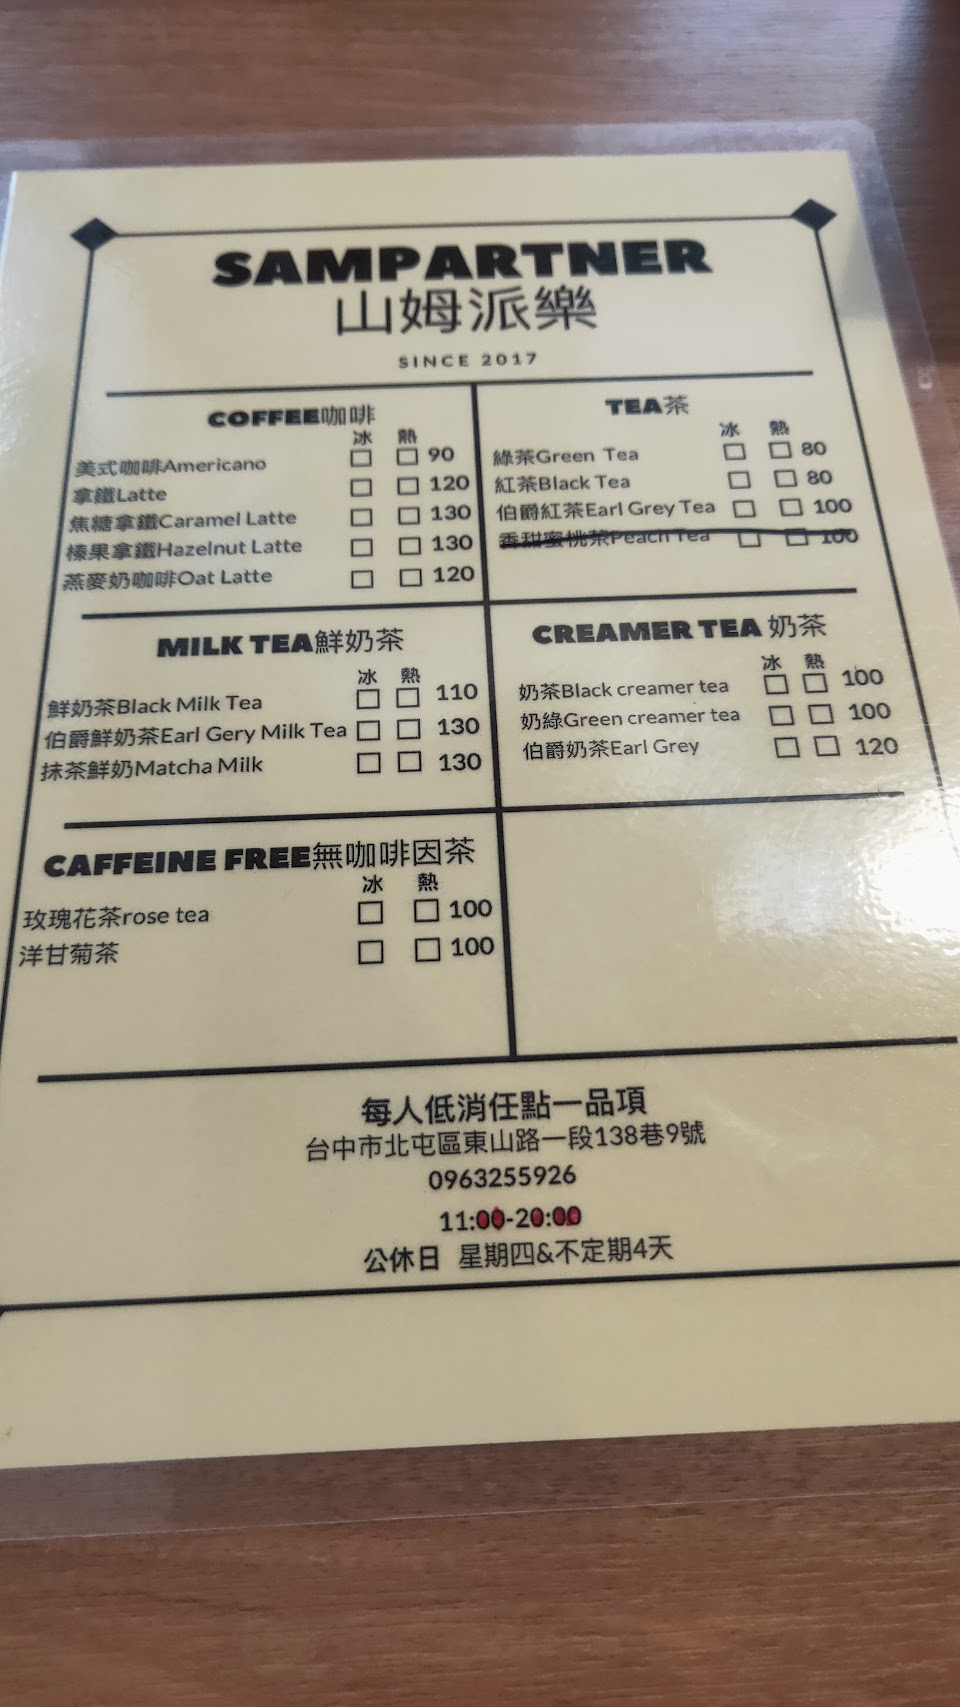 SAMPARTNER
山姆派樂
SINCE 2017
COFFEE咖啡
冰 熱
美式咖啡Americano 90
拿鐵Latte 120
焦糖拿鐵Caramel Latte 130
榛果拿鐵Hazelnut Latte 130
燕麥奶咖啡Oat Latte 120
TEA茶
冰 熱
綠茶Green Tea 80
紅茶Black Tea 80
伯爵紅茶Earl Grey Tea 100
香甜蜜桃茶Peach Tea 100
MILK TEA鮮奶茶
冰 熱
鮮奶茶Black Milk Tea 110
伯爵鮮奶茶Earl Gery Milk Tea 130
抹茶鮮奶Matcha Milk 130
CREAMER TEA 奶茶
冰 熱
奶茶Black creamer tea 100
奶綠Green creamer tea 100
伯爵奶茶Earl Grey 120
CAFFEINE FREE無咖啡因茶
冰 熱
玫瑰花茶rose tea 100
洋甘菊茶 100
每人低消任點一品項
台中市北屯區東山路一段138巷9號
0963255926
11:00-20:00
公休日 星期四&不定期4天